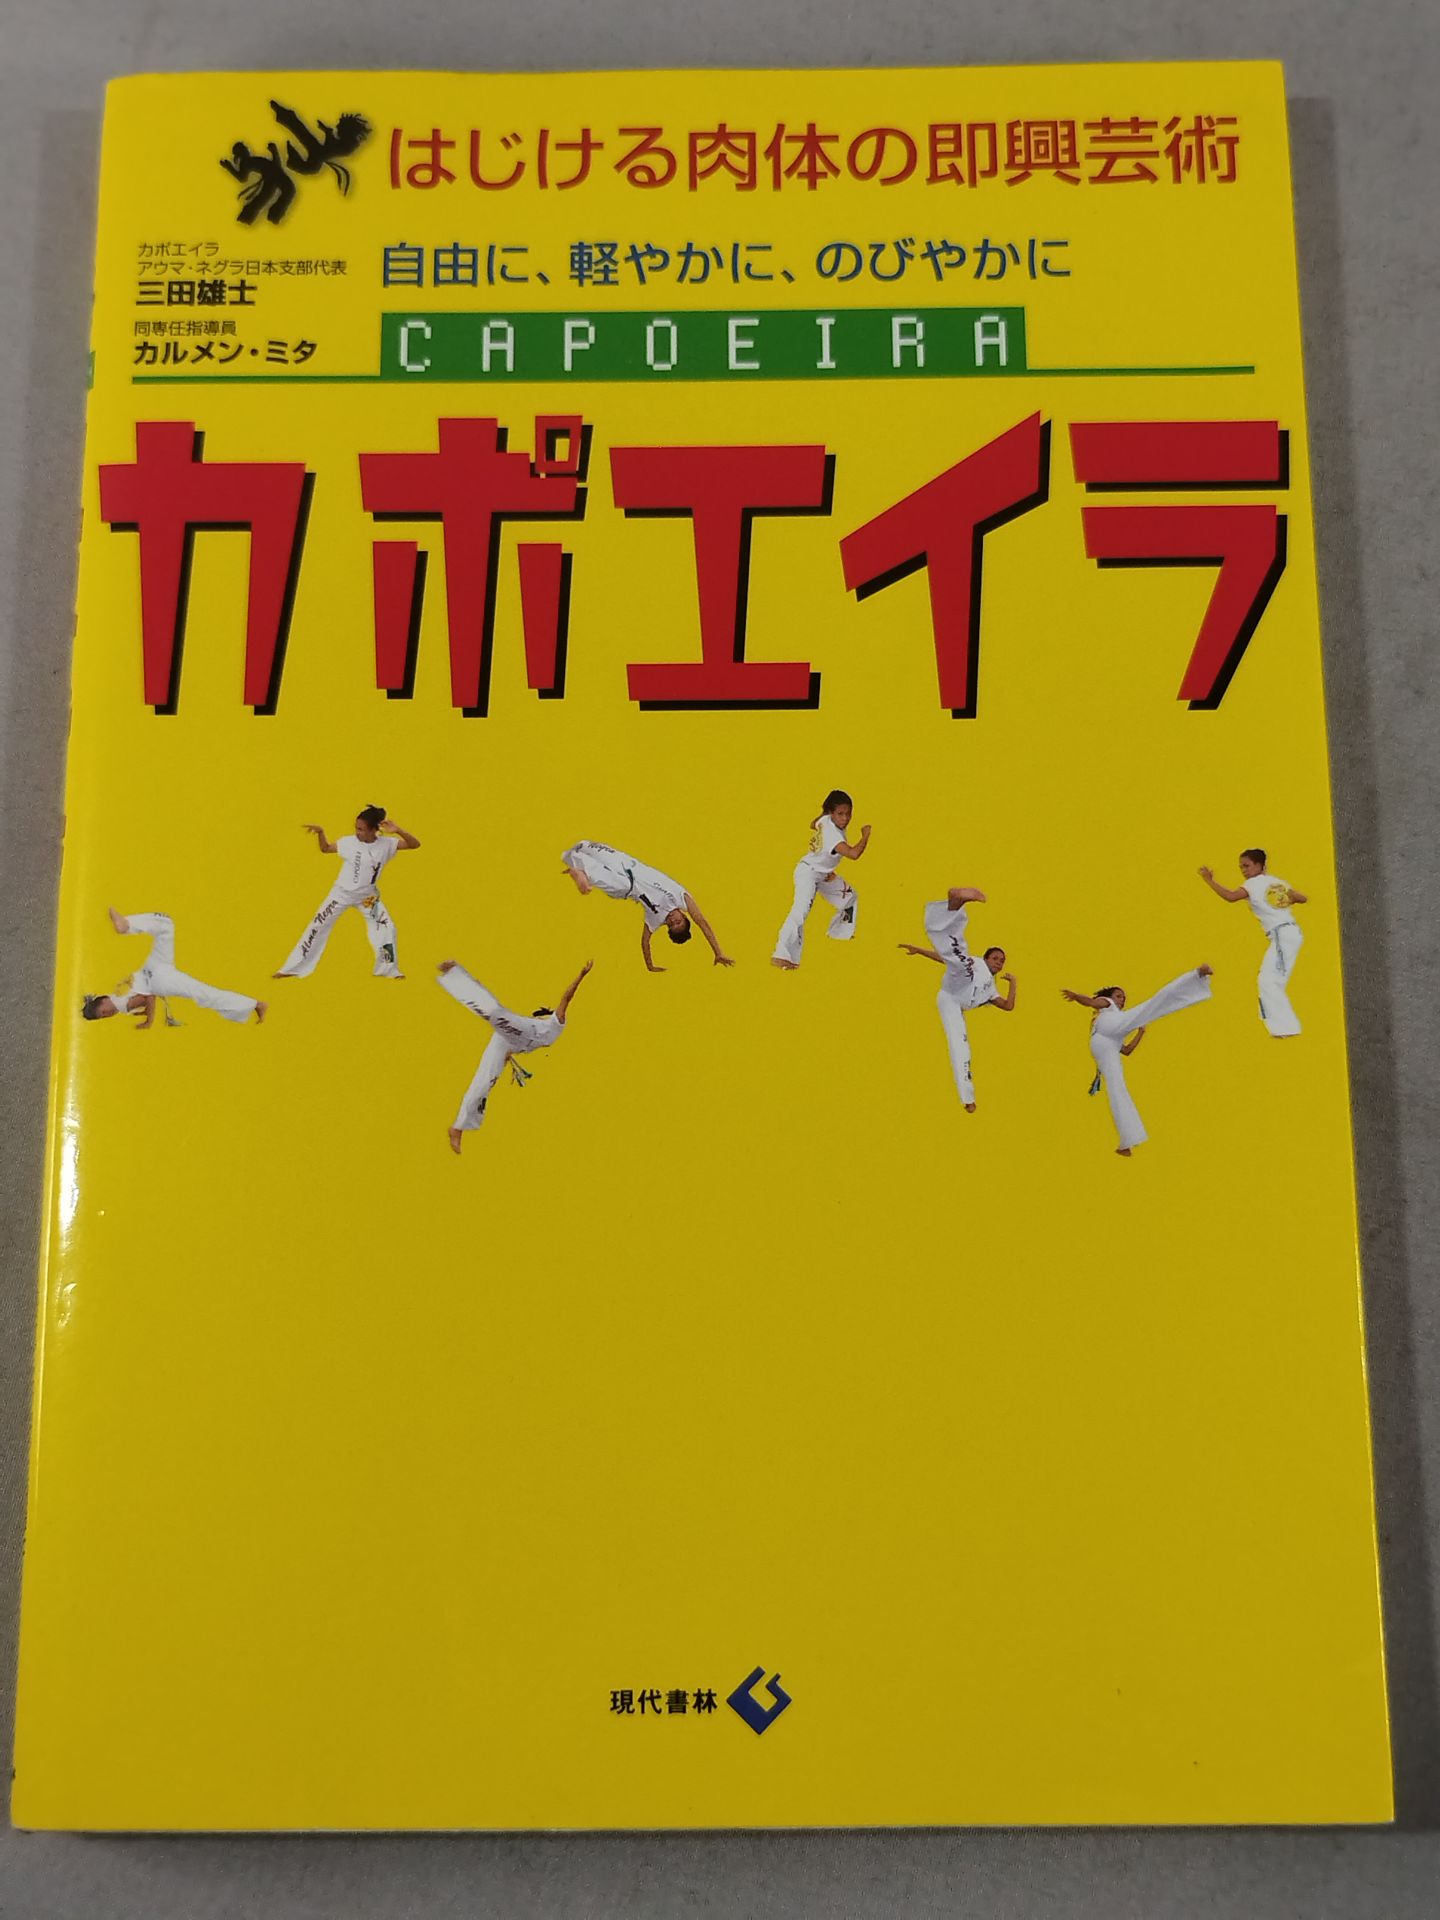 はじける肉体の即興芸術
カポエイラ
アウマ・ネグラ日本支部代表
三田雄士
同専任指導員
カルメン・ミタ
自由に、軽やかに、のびやかに
CAPOEIRA
カポエイラ
Alma Negra
現代書林